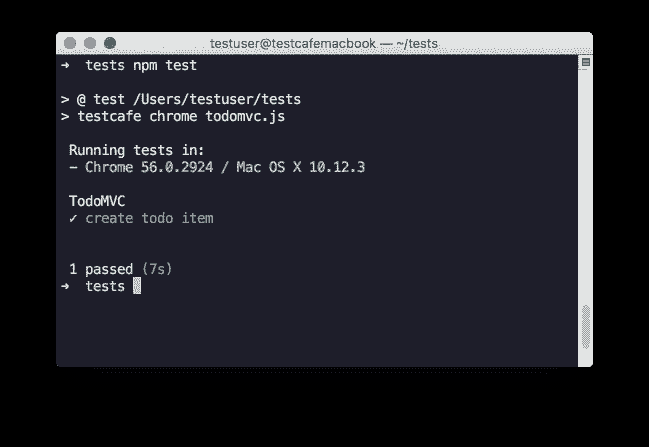 testuser@testcafemacbook — ~/tests
➜ tests npm test
> @ test /Users/testuser/tests
> testcafe chrome todomvc.js
Running tests in:
- Chrome 56.0.2924 / Mac OS X 10.12.3
TodoMVC
✓ create todo item
1 passed (7s)
➜ tests